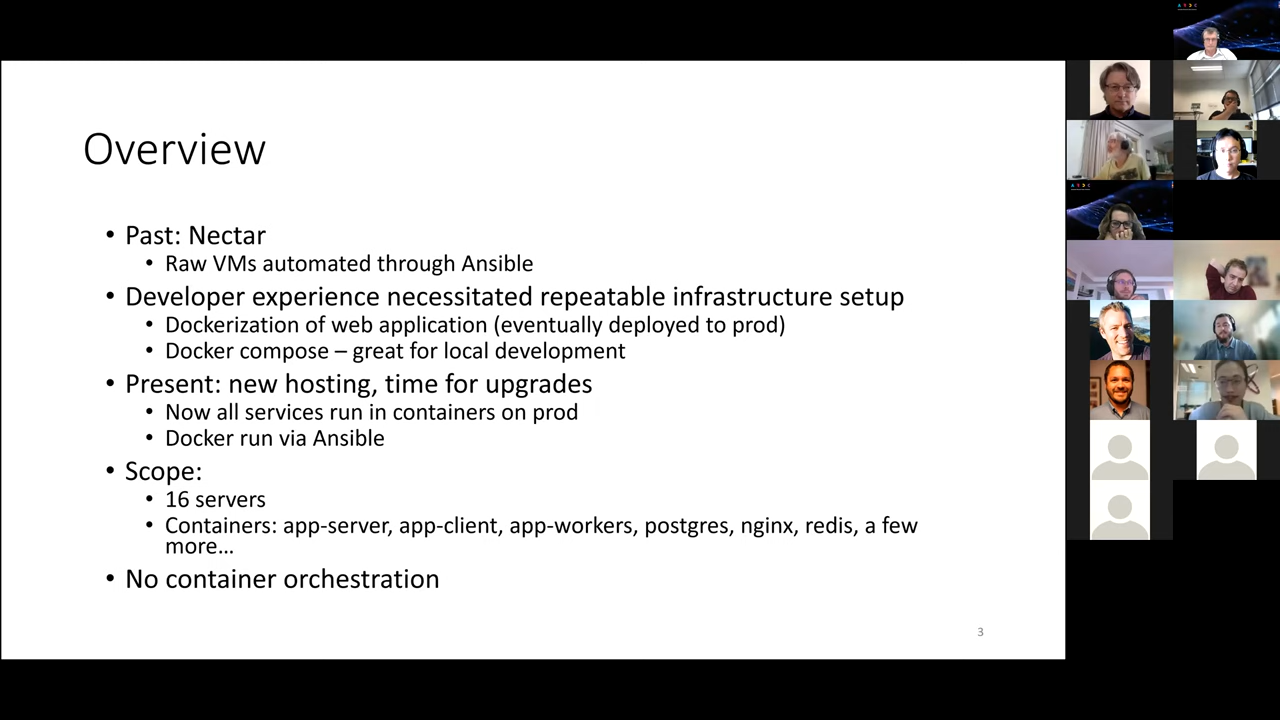 Overview
• Past: Nectar
• Raw VMs automated through Ansible
• Developer experience necessitated repeatable infrastructure setup
• Dockerization of web application (eventually deployed to prod)
• Docker compose – great for local development
• Present: new hosting, time for upgrades
• Now all services run in containers on prod
• Docker run via Ansible
• Scope:
• 16 servers
• Containers: app-server, app-client, app-workers, postgres, nginx, redis, a few
more…
• No container orchestration
3